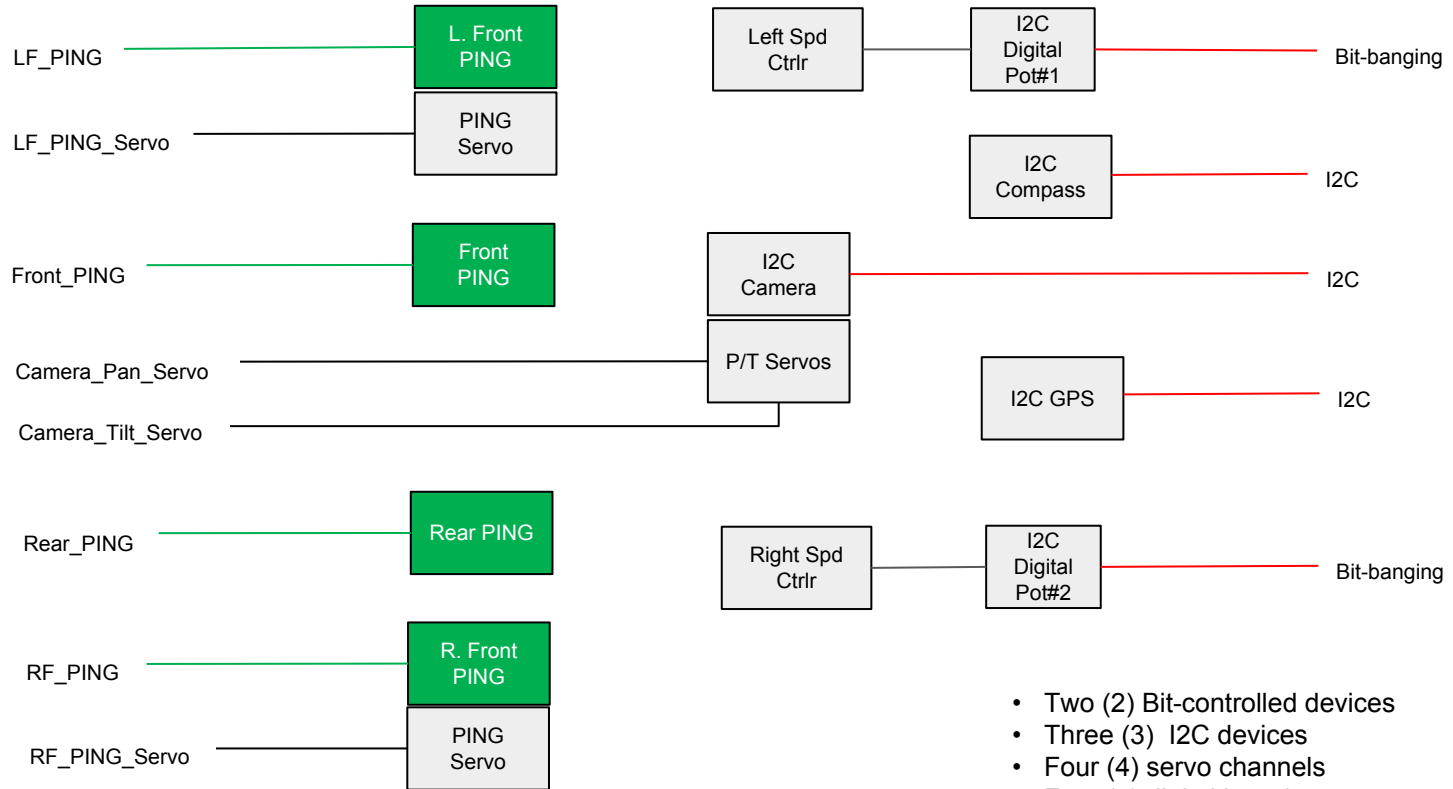 LF_PING
L. Front
PING
Left Spd
Ctrlr
I2C
Digital
Pot#1
Bit-banging
LF_PING_Servo
PING
Servo
I2C
Compass
I2C
Front_PING
Front
PING
I2C
Camera
I2C
Camera_Pan_Servo
P/T Servos
I2C GPS
I2C
Camera_Tilt_Servo
Rear_PING
Rear PING
Right Spd
Ctrlr
I2C
Digital
Pot#2
Bit-banging
RF_PING
R. Front
PING
RF_PING_Servo
PING
Servo
• Two (2) Bit-controlled devices
• Three (3) I2C devices
• Four (4) servo channels